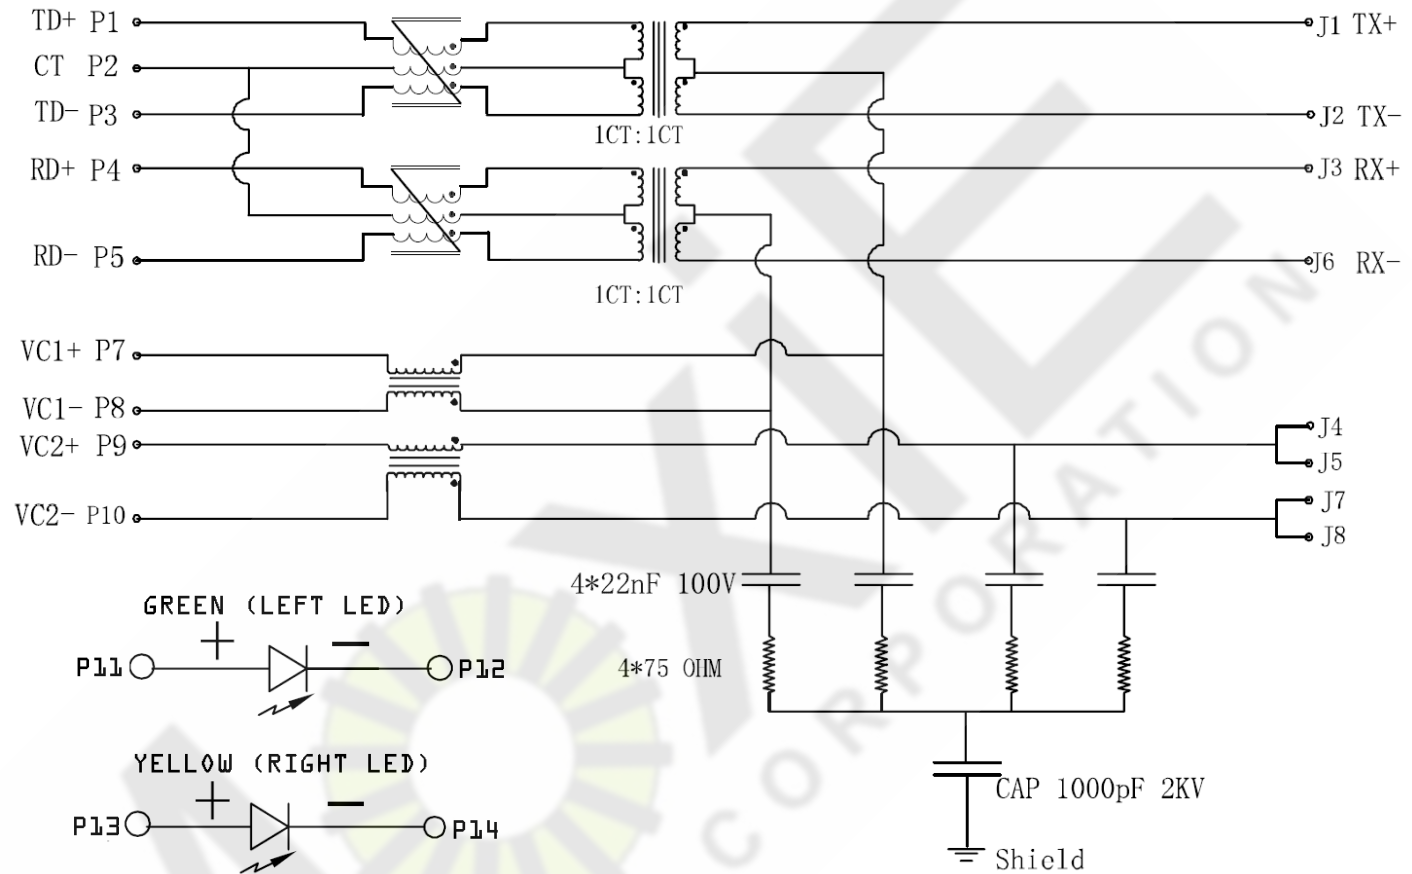 TD+ P1
J1 TX+
CT P2
TD- P3
J2 TX-
1CT:1CT
RD+ P4
J3 RX+
RD- P5
J6 RX-
1CT:1CT
VC1+ P7
VC1- P8
VC2+ P9
J4
J5
VC2- P10
J7
J8
4*22nF 100V
GREEN (LEFT LED)
+ −
P11 P12
4*75 OHM
YELLOW (RIGHT LED)
+ −
P13 P14
CAP 1000pF 2KV
Shield
MOXIE
CORPORATION